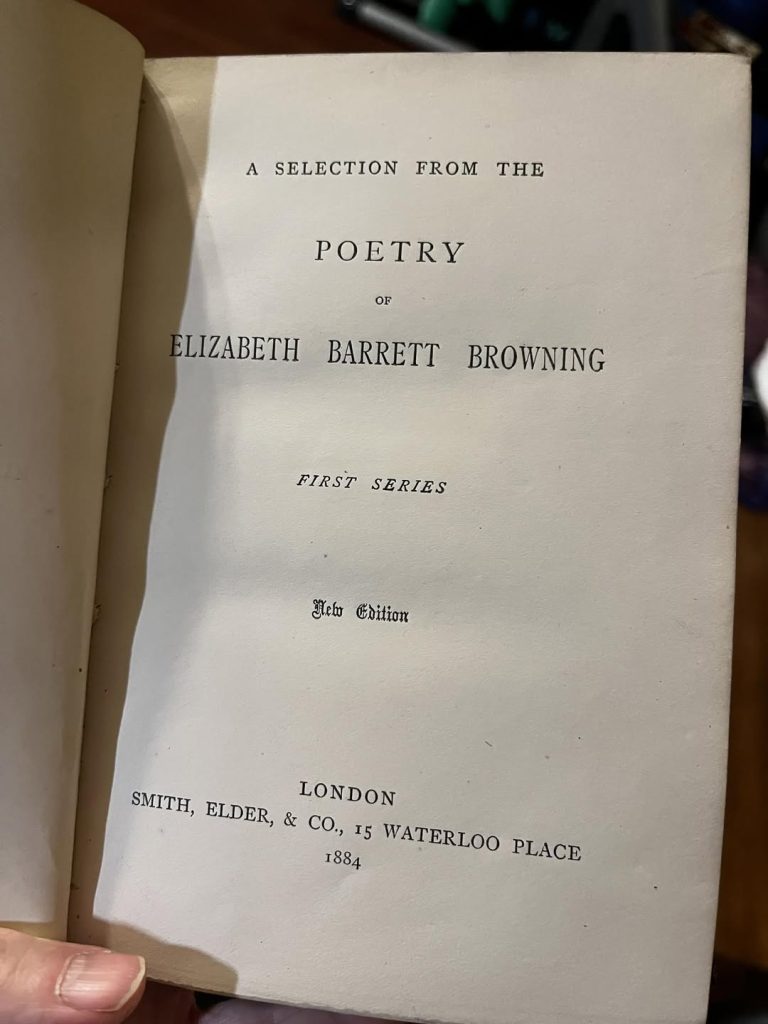 A SELECTION FROM THE
POETRY
OF
ELIZABETH BARRETT BROWNING
FIRST SERIES
New Edition
LONDON
SMITH, ELDER, & CO., 15 WATERLOO PLACE
1884